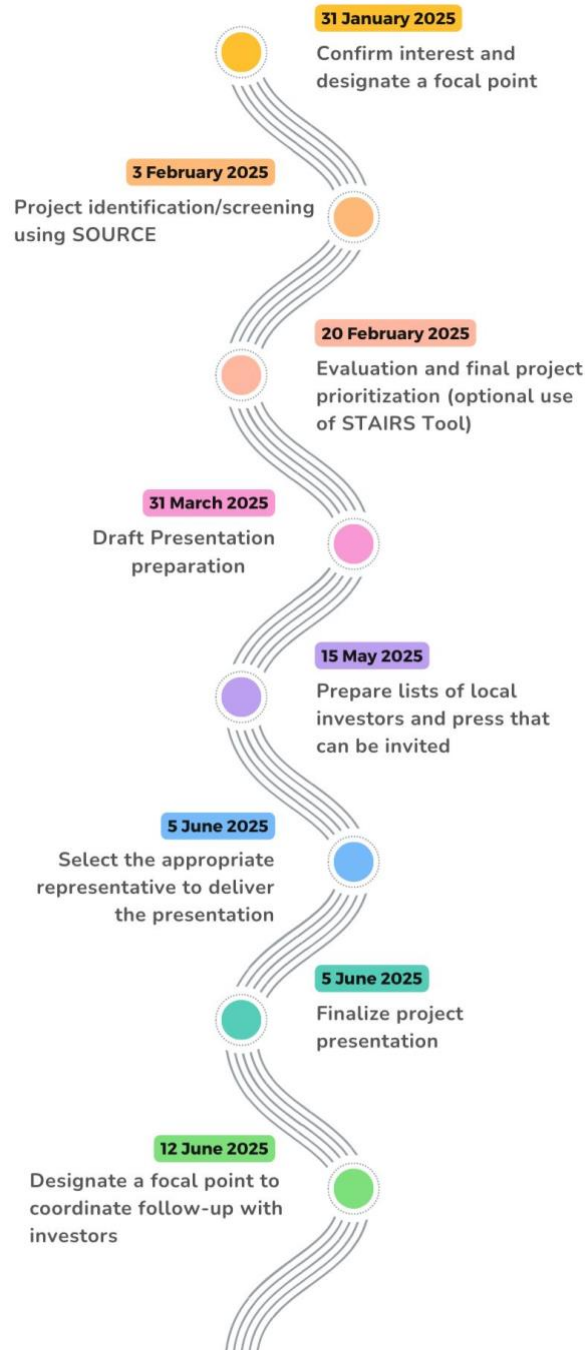 31 January 2025
Confirm interest and
designate a focal point
3 February 2025
Project identification/screening
using SOURCE
20 February 2025
Evaluation and final project
prioritization (optional use
of STAIRS Tool)
31 March 2025
Draft Presentation
preparation
15 May 2025
Prepare lists of local
investors and press that
can be invited
5 June 2025
Select the appropriate
representative to deliver
the presentation
5 June 2025
Finalize project
presentation
12 June 2025
Designate a focal point to
coordinate follow-up with
investors